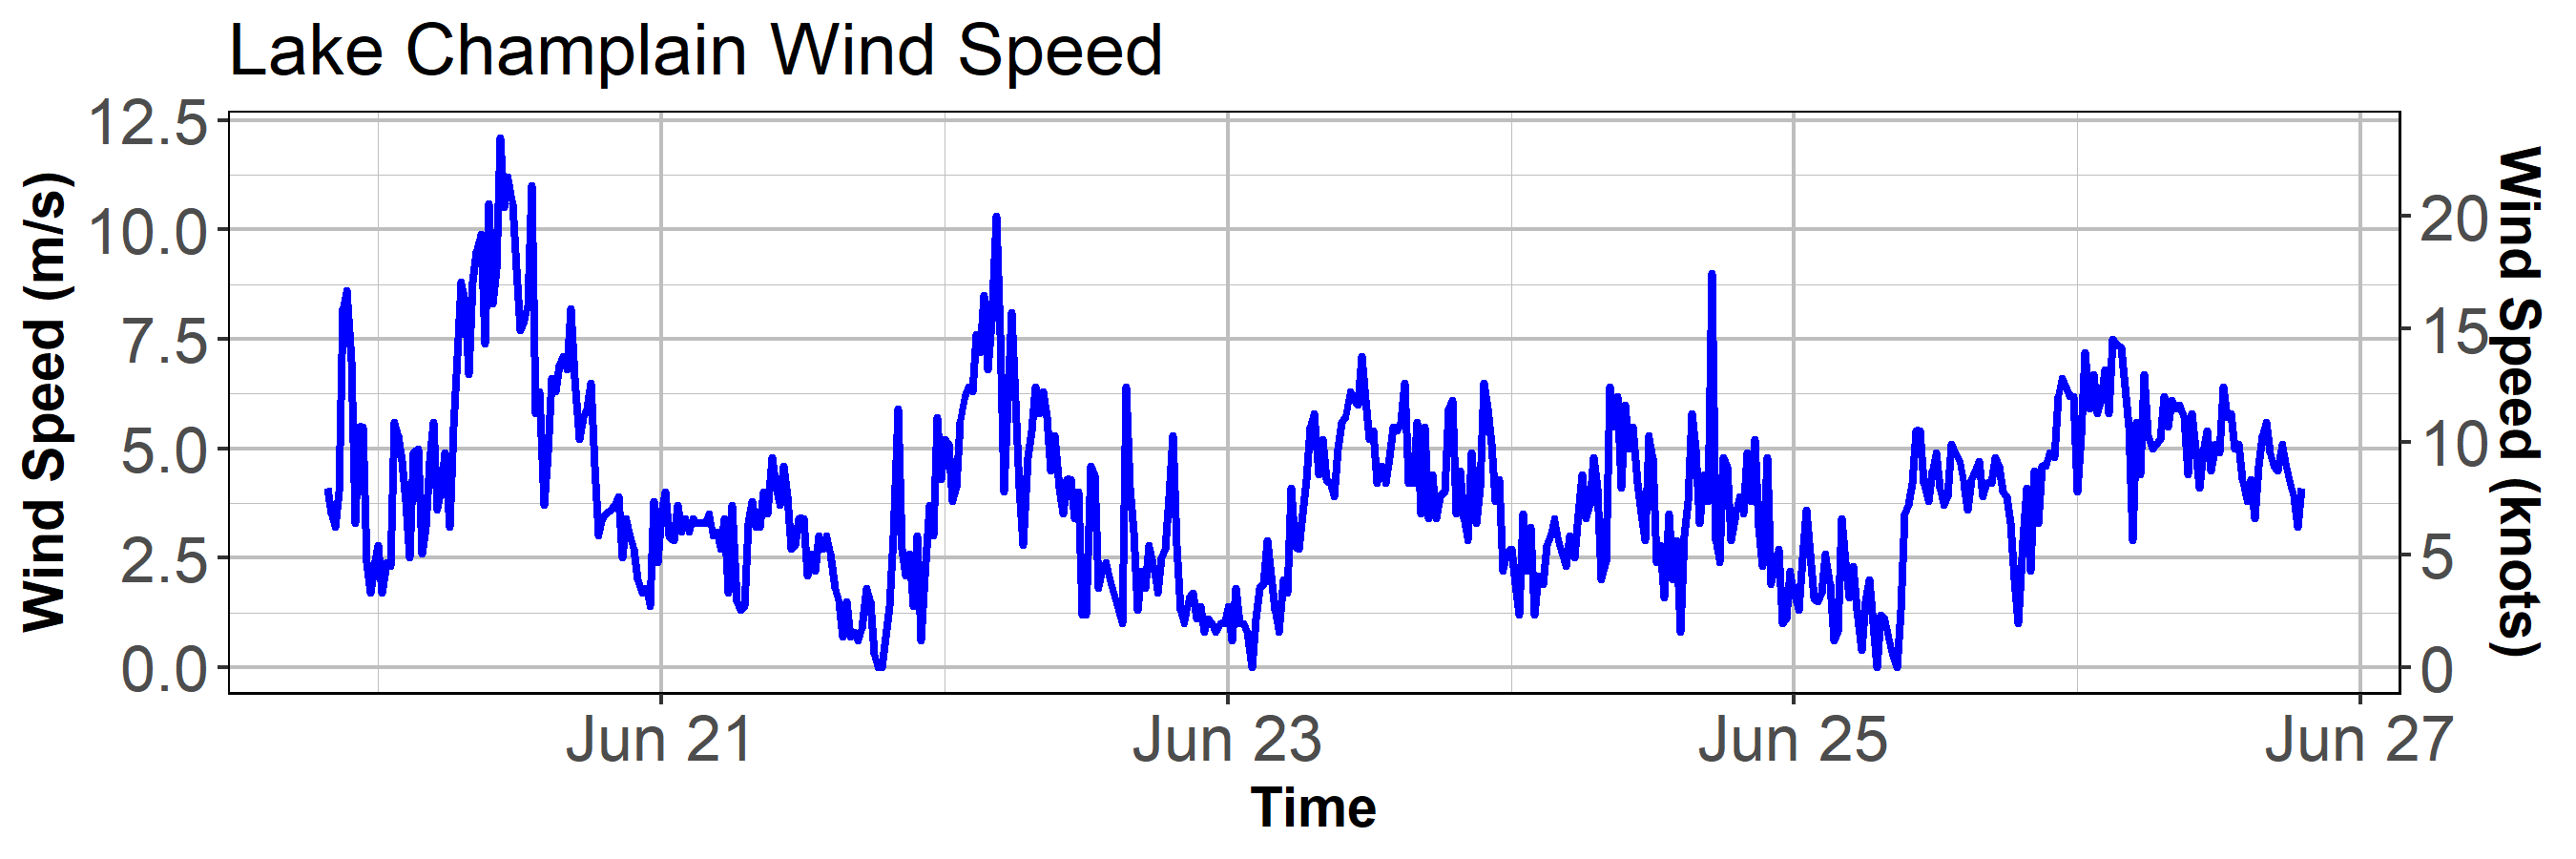 Lake Champlain Wind Speed
Wind Speed (m/s)
12.5
10.0
7.5
5.0
2.5
0.0
20
15
10
5
0
Wind Speed (knots)
Jun 21
Jun 23
Jun 25
Jun 27
Time